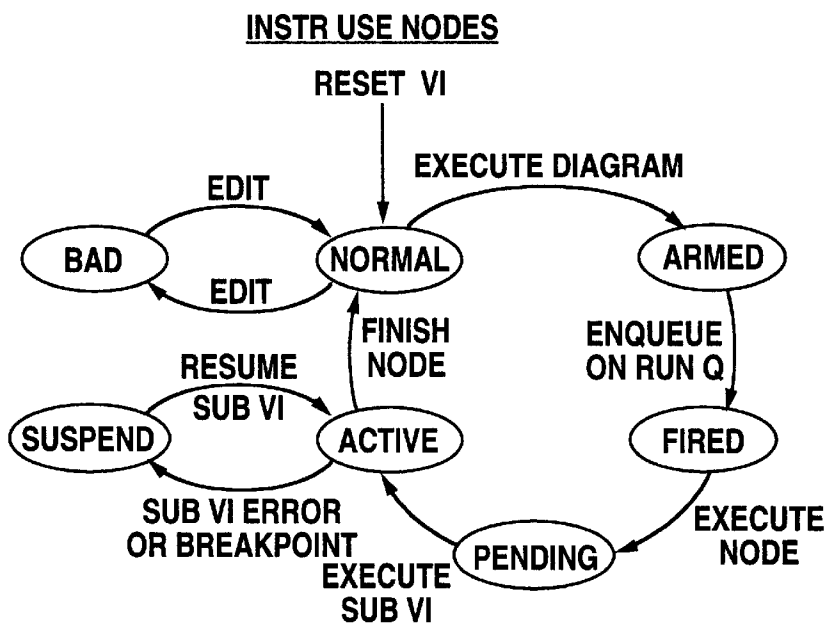 INSTR USE NODES
RESET VI
EXECUTE DIAGRAM
EDIT
BAD
NORMAL
ARMED
EDIT
FINISH
NODE
ENQUEUE
ON RUN Q
RESUME
SUB VI
SUSPEND
ACTIVE
FIRED
SUB VI ERROR
OR BREAKPOINT
EXECUTE
NODE
PENDING
EXECUTE
SUB VI